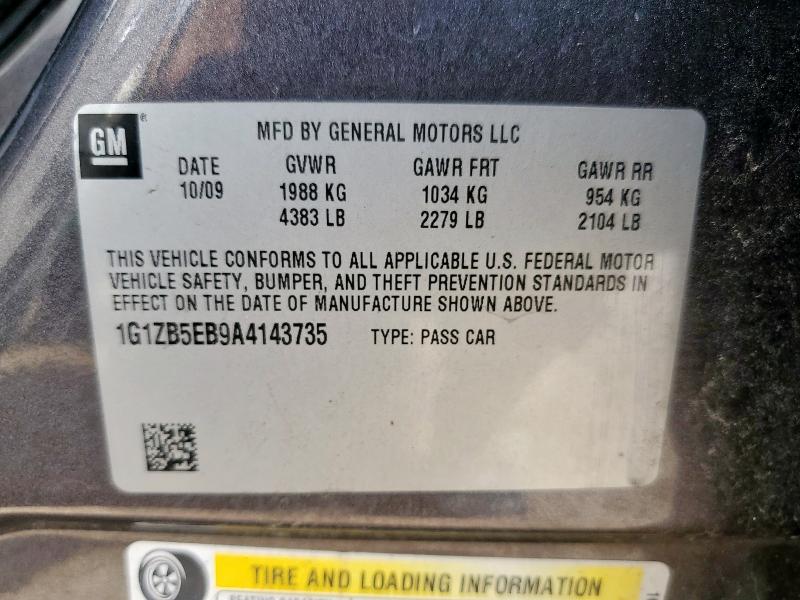 GM ®
MFD BY GENERAL MOTORS LLC
DATE GVWR GAWR FRT GAWR RR
10/09 1988 KG 1034 KG 954 KG
4383 LB 2279 LB 2104 LB
THIS VEHICLE CONFORMS TO ALL APPLICABLE U.S. FEDERAL MOTOR
VEHICLE SAFETY, BUMPER, AND THEFT PREVENTION STANDARDS IN
EFFECT ON THE DATE OF MANUFACTURE SHOWN ABOVE.
1G1ZB5EB9A4143735 TYPE: PASS CAR
TIRE AND LOADING INFORMATION